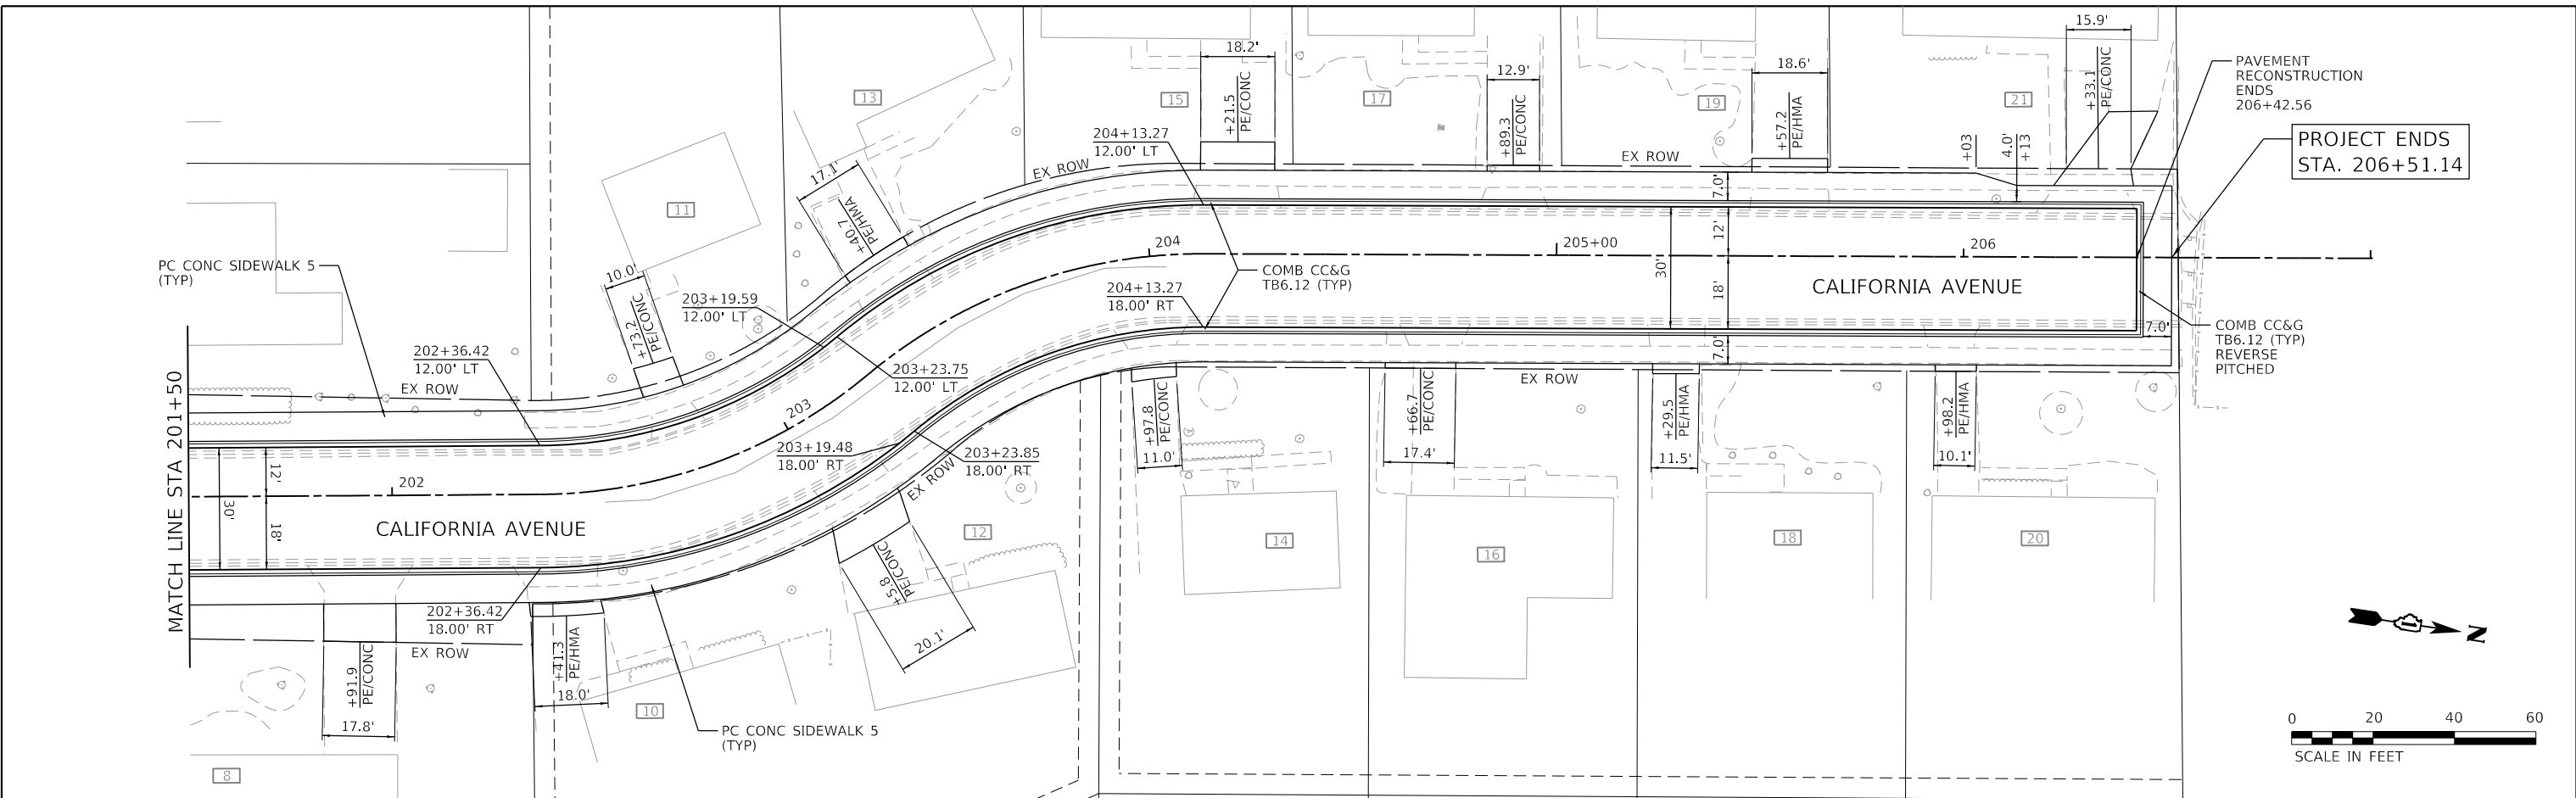 15.9'
18.2'
12.9'
18.6'
PAVEMENT
RECONSTRUCTION
ENDS
206+42.56
PROJECT ENDS
STA. 206+51.14
13
15
17
19
21
+21.5
PE/CONC
+89.3
PE/CONC
+57.2
PE/HMA
+33.1
PE/CONC
204+13.27
12.00' LT
EX ROW
EX ROW
+03
4.0'
+13
17.1'
+40.7
PE/HMA
11
7.0'
12'
204
205+00
206
PC CONC SIDEWALK 5
(TYP)
10.0'
+73.2
PE/CONC
203+19.59
12.00' LT
COMB CC&G
TB6.12 (TYP)
204+13.27
18.00' RT
30'
18'
CALIFORNIA AVENUE
COMB CC&G
TB6.12 (TYP)
REVERSE
PITCHED
7.0'
7.0'
202+36.42
12.00' LT
203+23.75
12.00' LT
EX ROW
EX ROW
203
203+19.48
18.00' RT
203+23.85
18.00' RT
EX ROW
+97.8
PE/CONC
11.0'
+66.7
PE/CONC
17.4'
+29.5
PE/HMA
11.5'
+98.2
PE/HMA
10.1'
MATCH LINE STA 201+50
12'
30'
18'
202
CALIFORNIA AVENUE
12
14
16
18
20
+5.8
PE/CONC
20.1'
202+36.42
18.00' RT
EX ROW
+91.9
PE/CONC
17.8'
+41.3
PE/HMA
18.0'
10
8
PC CONC SIDEWALK 5
(TYP)
N
0 20 40 60
SCALE IN FEET